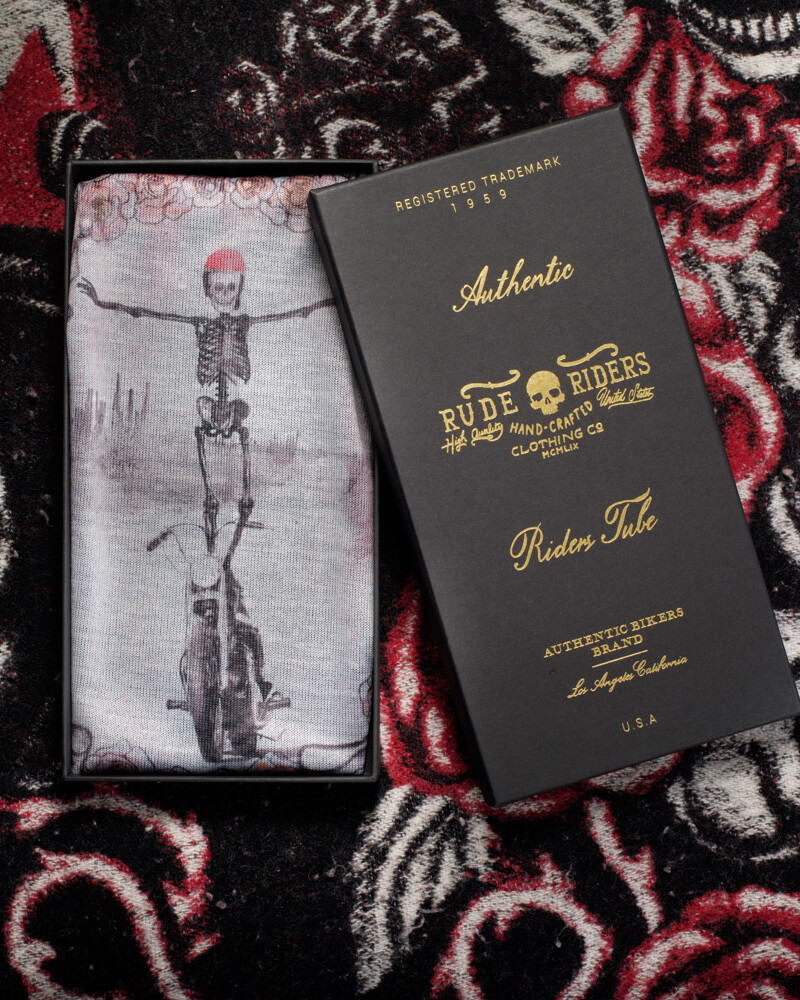 REGISTERED TRADEMARK
1959
Authentic
RUDE RIDERS
High Quality HAND-CRAFTED United States
CLOTHING CO
MCMLIX
Riders Tube
AUTHENTIC BIKERS
BRAND
Los Angeles California
U.S.A